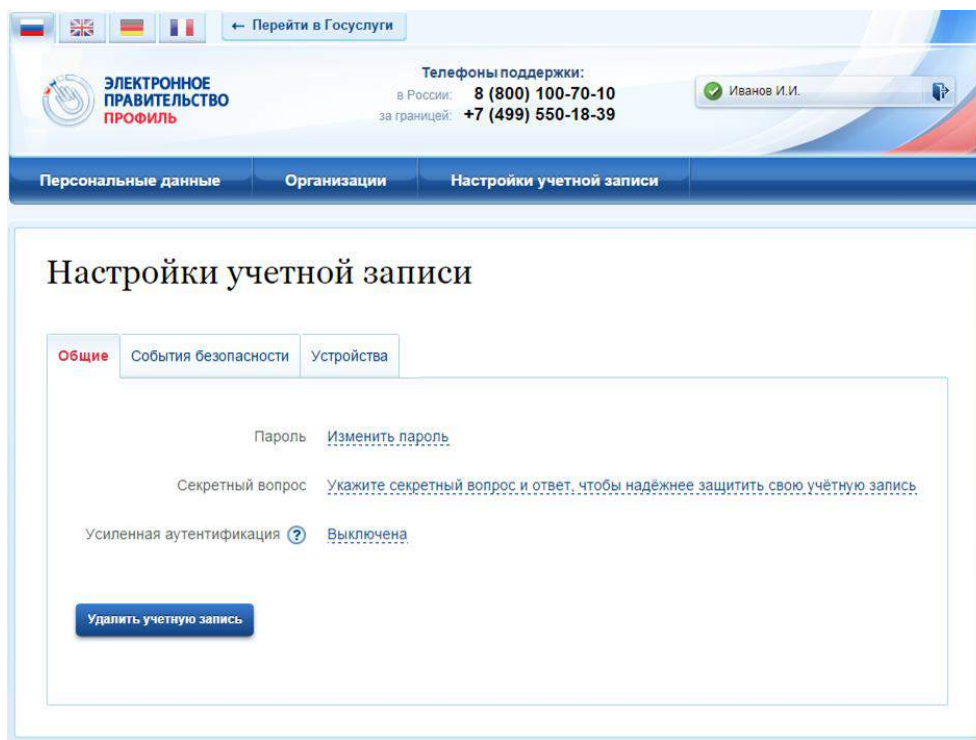 ← Перейти в Госуслуги
ЭЛЕКТРОННОЕ
ПРАВИТЕЛЬСТВО
ПРОФИЛЬ
Телефоны поддержки:
в России: 8 (800) 100-70-10
за границей: +7 (499) 550-18-39
Иванов И.И.
Персональные данные Организации Настройки учетной записи
Настройки учетной записи
Общие События безопасности Устройства
Пароль Изменить пароль
Секретный вопрос Укажите секретный вопрос и ответ, чтобы надёжнее защитить свою учётную запись
Усиленная аутентификация ? Выключена
Удалить учетную запись